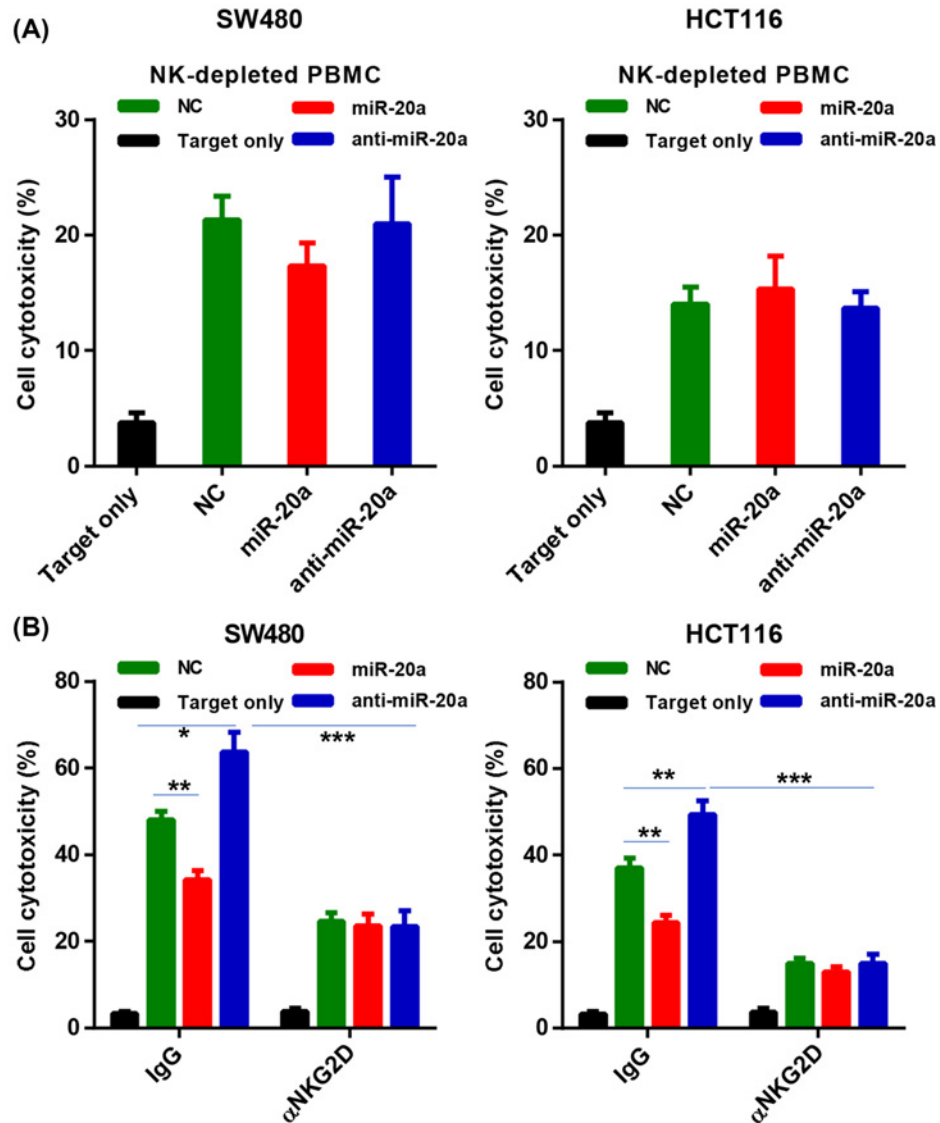 (A)
SW480
HCT116
NK-depleted PBMC
NK-depleted PBMC
NC miR-20a
Target only anti-miR-20a
NC miR-20a
Target only anti-miR-20a
Cell cytotoxicity (%)
30
20
10
0
Target only NC miR-20a anti-miR-20a
Cell cytotoxicity (%)
30
20
10
0
Target only NC miR-20a anti-miR-20a
(B)
SW480
HCT116
NC miR-20a
Target only anti-miR-20a
NC miR-20a
Target only anti-miR-20a
Cell cytotoxicity (%)
80
60
40
20
0
* ***
**
IgG αNKG2D
Cell cytotoxicity (%)
80
60
40
20
0
** ***
**
IgG αNKG2D